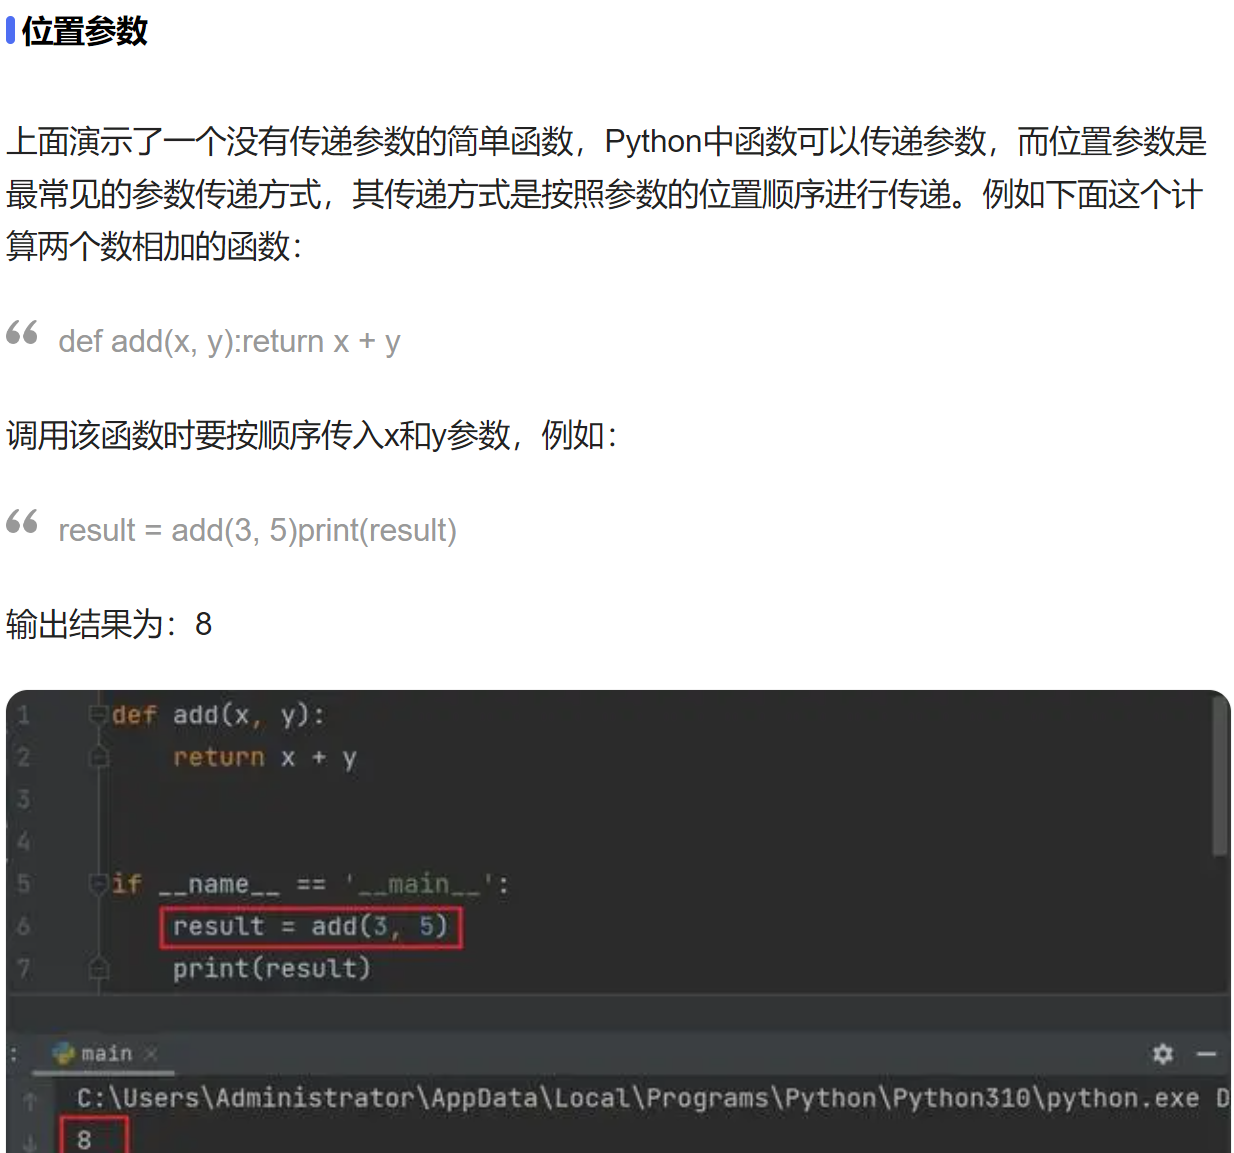 位置参数
上面演示了一个没有传递参数的简单函数，Python中函数可以传递参数，而位置参数是
最常见的参数传递方式，其传递方式是按照参数的位置顺序进行传递。例如下面这个计
算两个数相加的函数：
“ def add(x, y):return x + y
调用该函数时要按顺序传入x和y参数，例如：
“ result = add(3, 5)print(result)
输出结果为：8
1 def add(x, y):
2 return x + y
3
4
5 if __name__ == '__main__':
6 result = add(3, 5)
7 print(result)
: main ×
C:\Users\Administrator\AppData\Local\Programs\Python\Python310\python.exe D
8